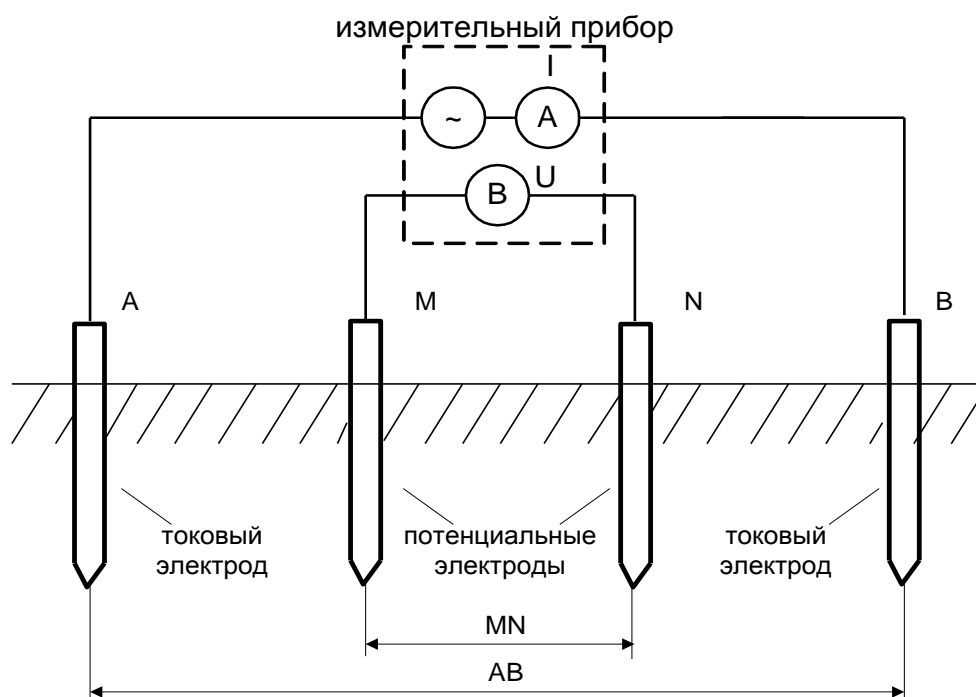 измерительный прибор
I
~
A
B
U
A
M
N
B
токовый
электрод
потенциальные
электроды
токовый
электрод
MN
AB